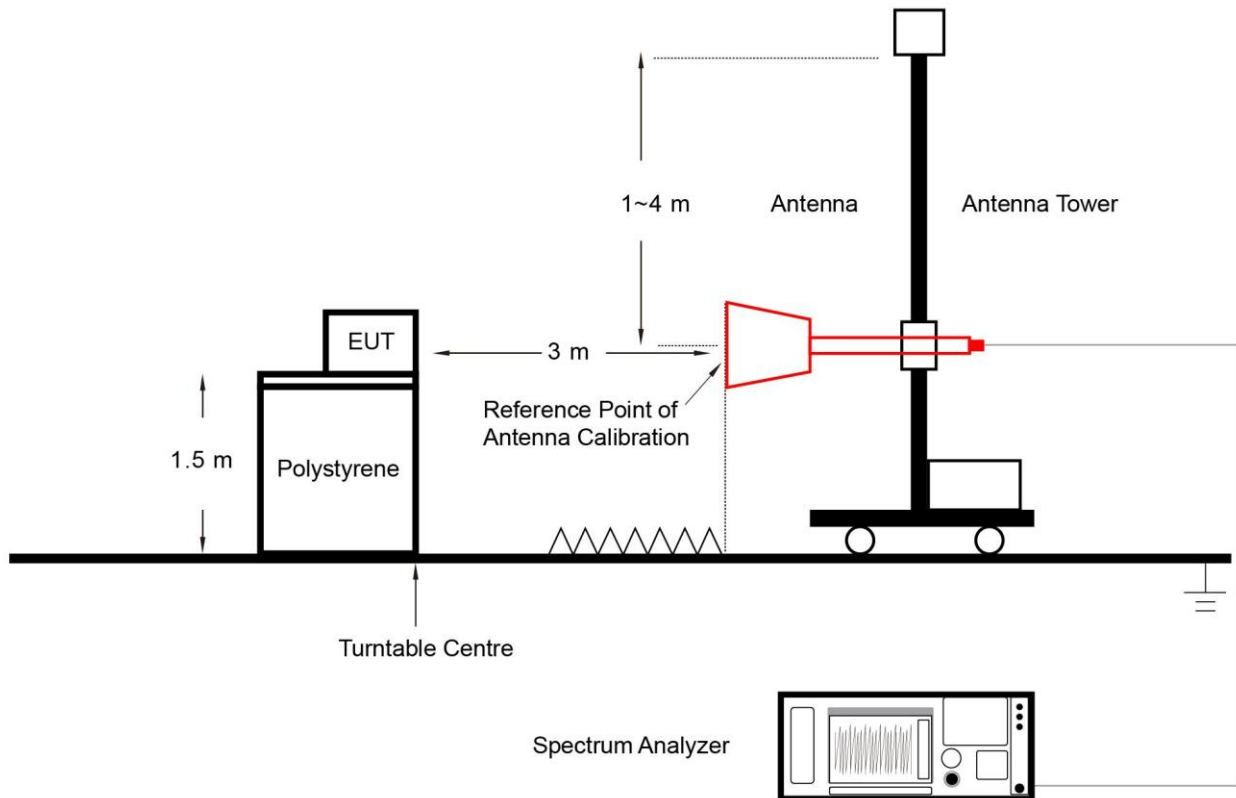 1~4 m
Antenna
Antenna Tower
EUT
3 m
Reference Point of
Antenna Calibration
1.5 m
Polystyrene
Turntable Centre
Spectrum Analyzer